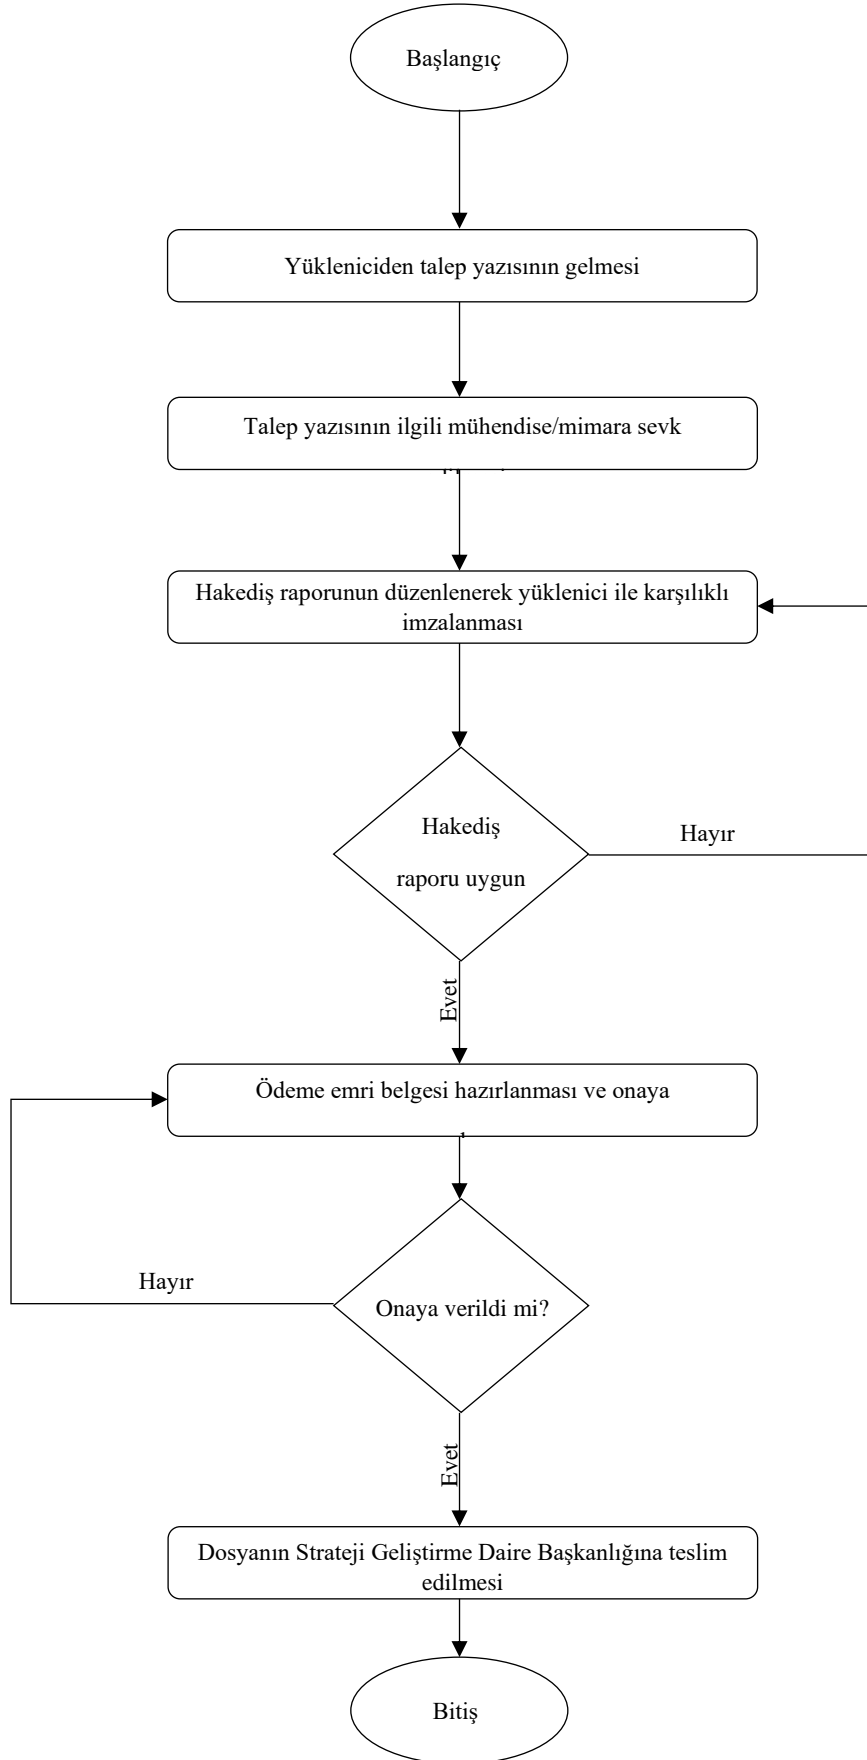 Başlangıç
Yükleniciden talep yazısının gelmesi
Talep yazısının ilgili mühendise/mimara sevk
Hakediş raporunun düzenlenerek yüklenici ile karşılıklı
imzalanması
Hakediş
raporu uygun
Hayır
Evet
Ödeme emri belgesi hazırlanması ve onaya
Hayır
Onaya verildi mi?
Evet
Dosyanın Strateji Geliştirme Daire Başkanlığına teslim
edilmesi
Bitiş